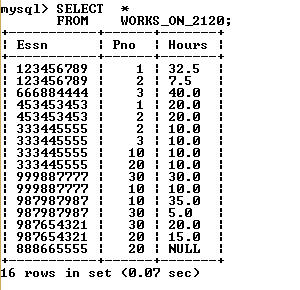 mysql> SELECT *
FROM WORKS_ON_2120;
+-----------+-----+-------+
| Essn | Pno | Hours |
+-----------+-----+-------+
| 123456789 | 1 | 32.5 |
| 123456789 | 2 | 7.5 |
| 666884444 | 3 | 40.0 |
| 453453453 | 1 | 20.0 |
| 453453453 | 2 | 20.0 |
| 333445555 | 2 | 10.0 |
| 333445555 | 3 | 10.0 |
| 333445555 | 10 | 10.0 |
| 333445555 | 20 | 10.0 |
| 999887777 | 30 | 30.0 |
| 999887777 | 10 | 10.0 |
| 987987987 | 10 | 35.0 |
| 987987987 | 30 | 5.0 |
| 987654321 | 30 | 20.0 |
| 987654321 | 20 | 15.0 |
| 888665555 | 20 | NULL |
+-----------+-----+-------+
16 rows in set (0.07 sec)